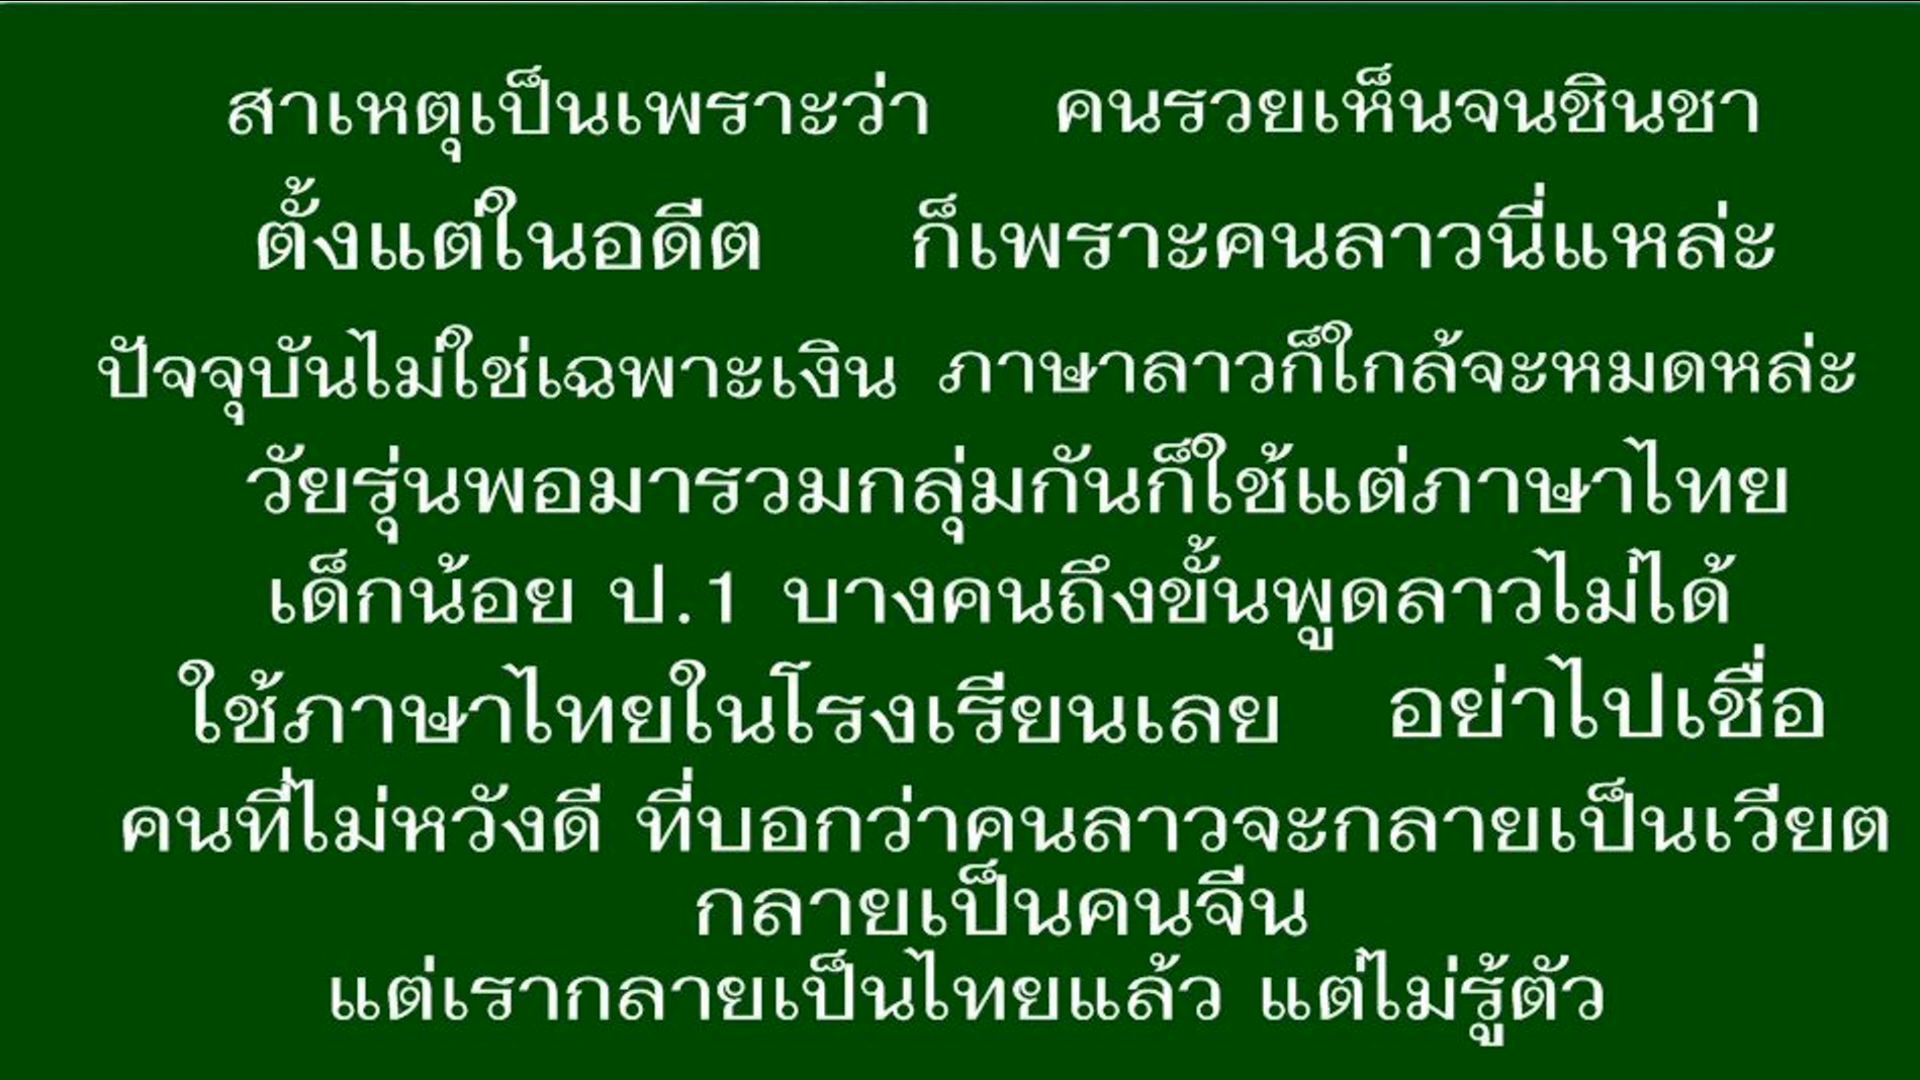 สาเหตุเป็นเพราะว่า คนรวยเห็นจนชินชา
ตั้งแต่ในอดีต ก็เพราะคนลาวนี่แหล่ะ
ปัจจุบันไม่ใช่เฉพาะเงิน ภาษาลาวก็ใกล้จะหมดหล่ะ
วัยรุ่นพอมารวมกลุ่มกันก็ใช้แต่ภาษาไทย
เด็กน้อย ป.1 บางคนถึงขั้นพูดลาวไม่ได้
ใช้ภาษาไทยในโรงเรียนเลย อย่าไปเชื่อ
คนที่ไม่หวังดี ที่บอกว่าคนลาวจะกลายเป็นเวียต
กลายเป็นคนจีน
แต่เรากลายเป็นไทยแล้ว แต่ไม่รู้ตัว